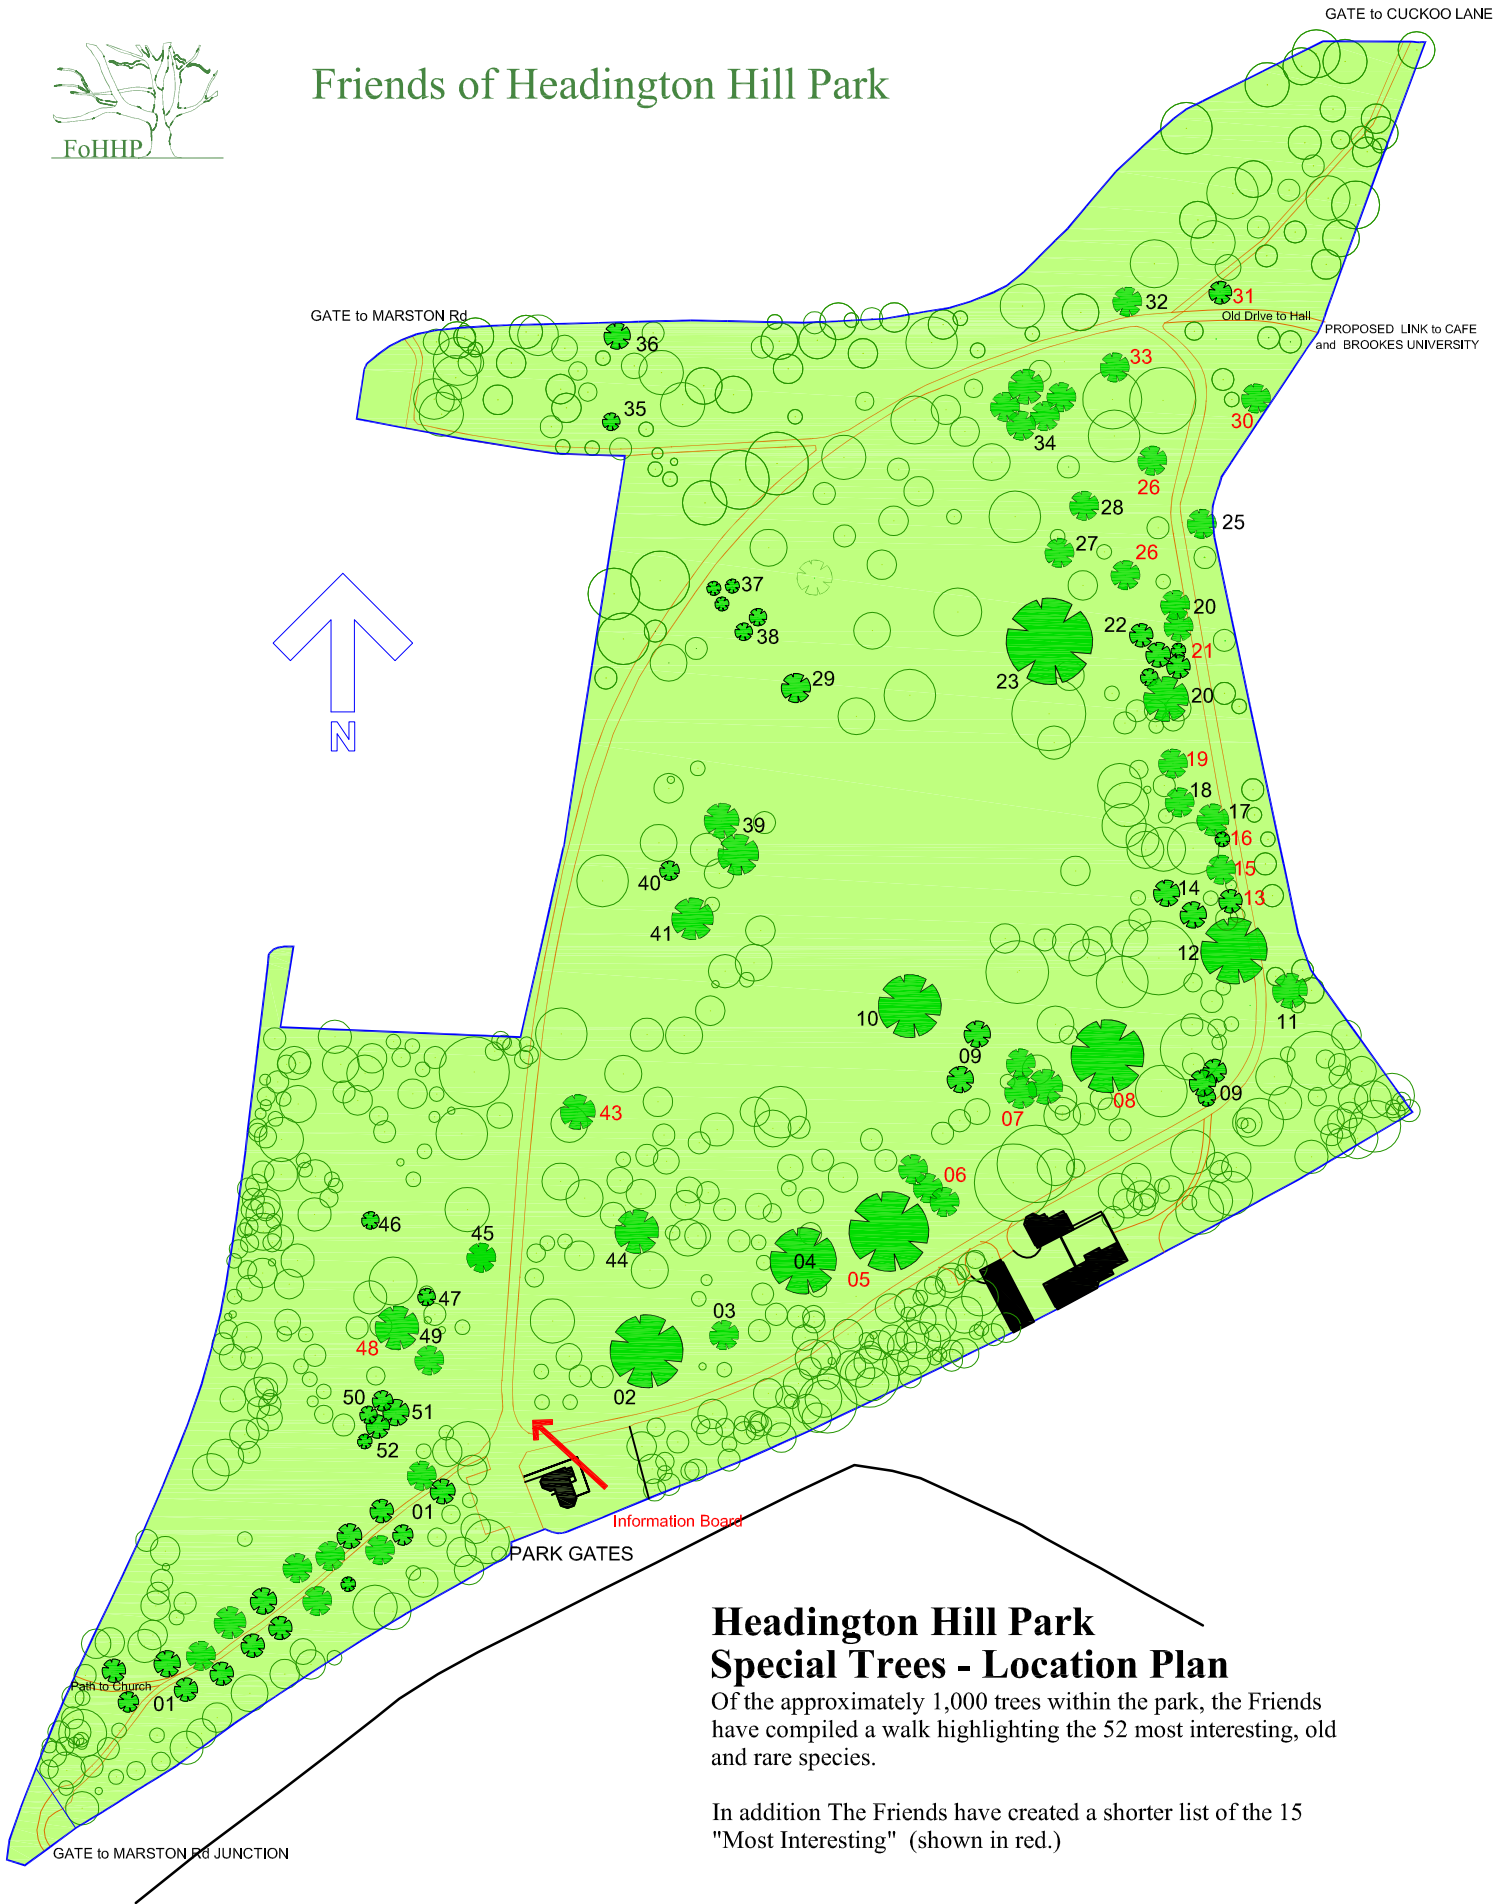 GATE to CUCKOO LANE
Friends of Headington Hill Park
FoHHP
31
32
GATE to MARSTON Rd
Old Drive to Hall
PROPOSED LINK to CAFE
and BROOKES UNIVERSITY
36
33
35
30
34
26
28
25
27
26
37
20
22
38
21
29
23
20
N
19
18
17
39
16
15
40
14
13
41
12
10
11
09
09
08
43
07
06
46
45
44
04
05
47
03
49
48
02
50
51
52
01
Information Board
PARK GATES
Path to Church
01
Headington Hill Park
Special Trees - Location Plan
Of the approximately 1,000 trees within the park, the Friends
have compiled a walk highlighting the 52 most interesting, old
and rare species.
In addition The Friends have created a shorter list of the 15
"Most Interesting" (shown in red.)
GATE to MARSTON Rd JUNCTION